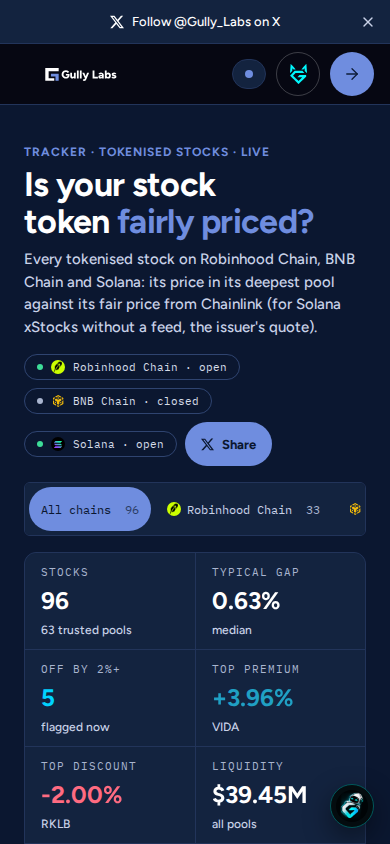 Follow @Gully_Labs on X
Gully Labs
TRACKER · TOKENISED STOCKS · LIVE
Is your stock
token fairly priced?
Every tokenised stock on Robinhood Chain, BNB
Chain and Solana: its price in its deepest pool
against its fair price from Chainlink (for Solana
xStocks without a feed, the issuer's quote).
Robinhood Chain · open
BNB Chain · closed
Solana · open
Share
All chains 96
Robinhood Chain 33
STOCKS
96
63 trusted pools
TYPICAL GAP
0.63%
median
OFF BY 2%+
5
flagged now
TOP PREMIUM
+3.96%
VIDA
TOP DISCOUNT
-2.00%
RKLB
LIQUIDITY
$39.45M
all pools